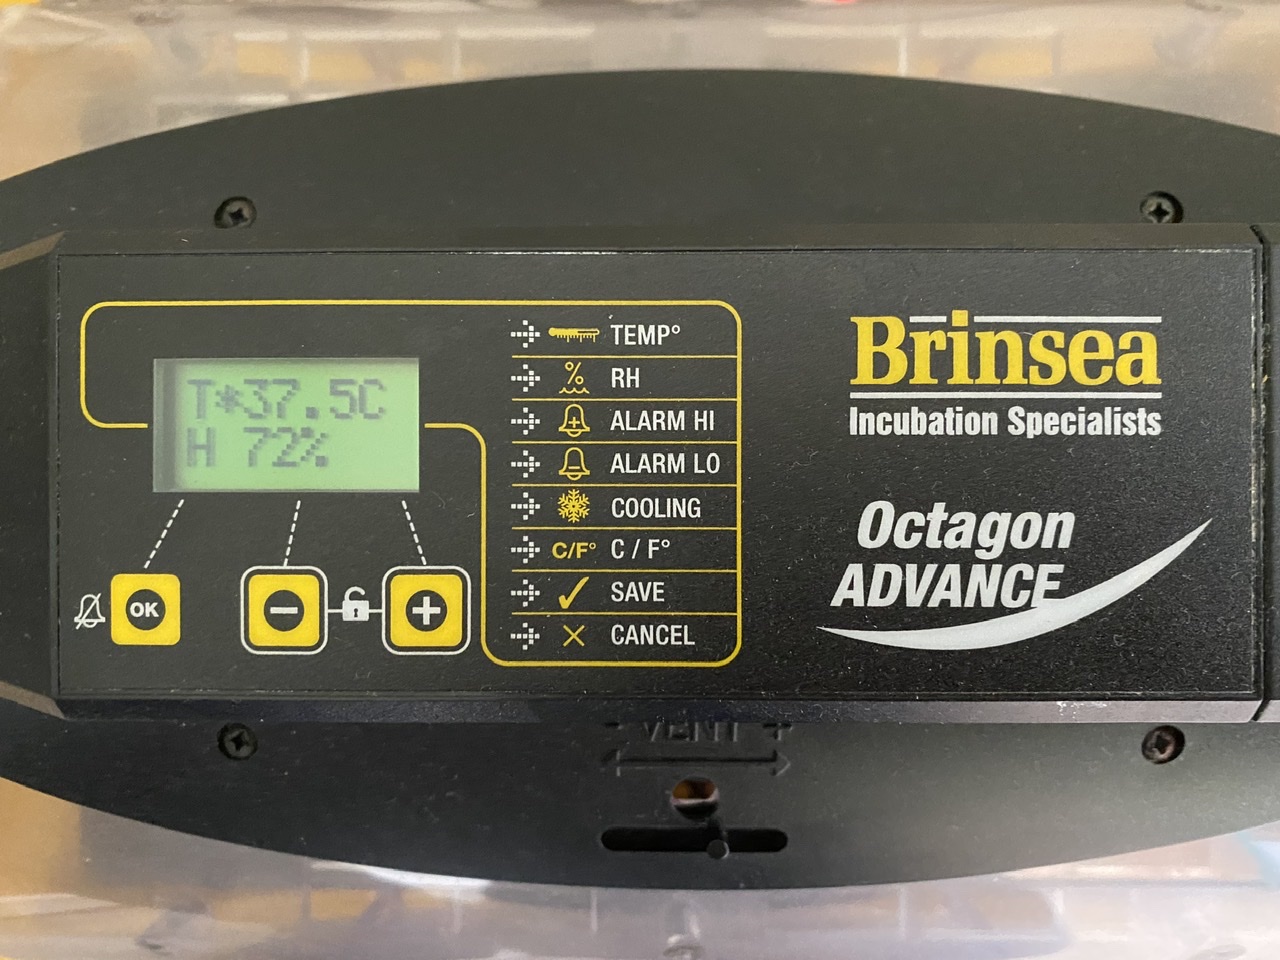 T*37.5C
H 72%
OK
−
+
TEMP°
% RH
ALARM HI
ALARM LO
COOLING
C/F° C / F°
SAVE
CANCEL
Brinsea
Incubation Specialists
Octagon
ADVANCE
- VENT +